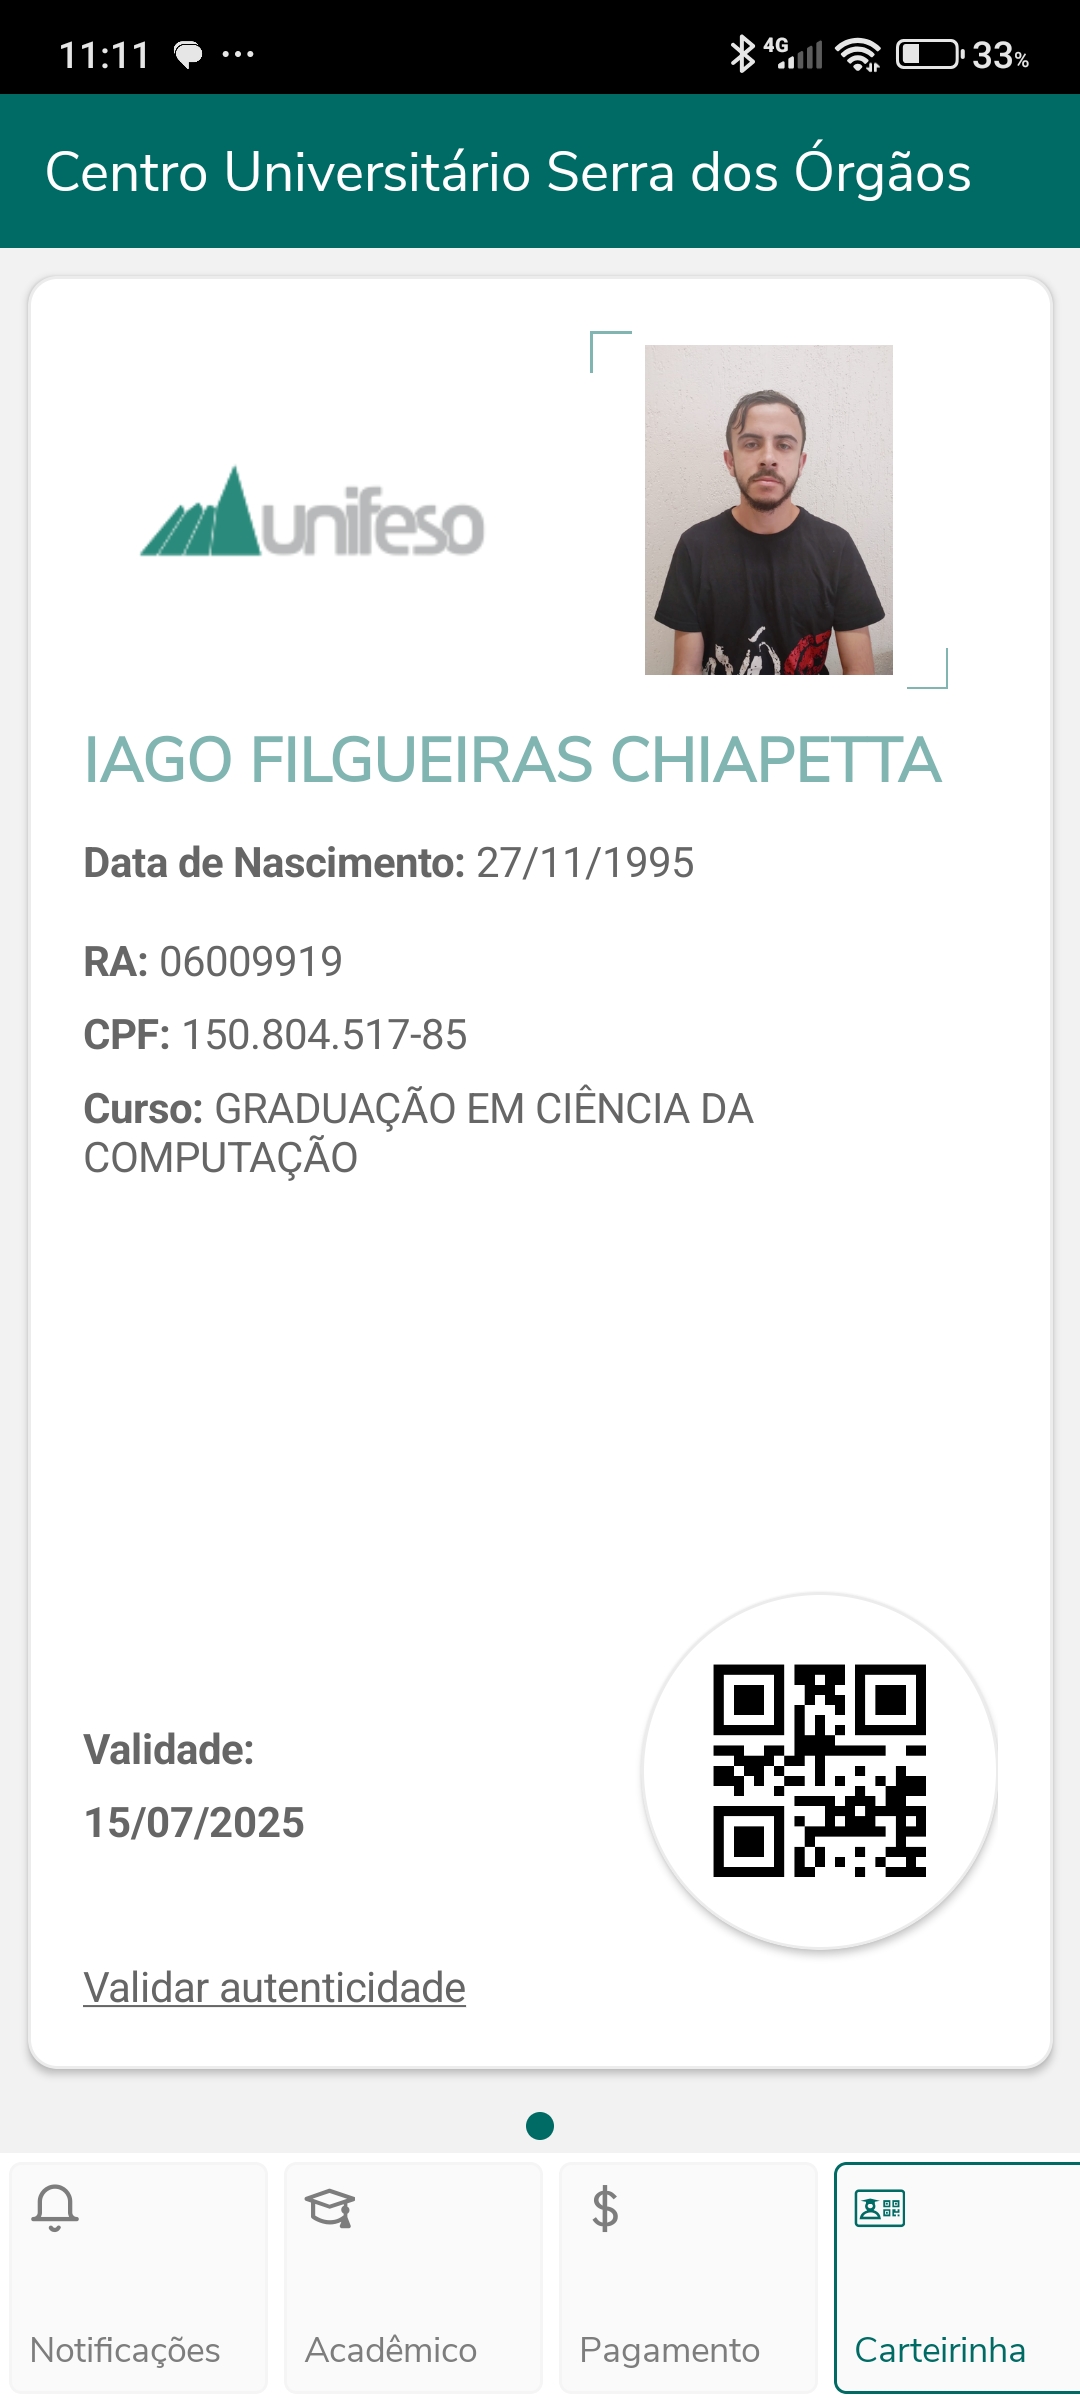 11:11 4G 33%
Centro Universitário Serra dos Órgãos
unifeso
IAGO FILGUEIRAS CHIAPETTA
Data de Nascimento: 27/11/1995
RA: 06009919
CPF: 150.804.517-85
Curso: GRADUAÇÃO EM CIÊNCIA DA
COMPUTAÇÃO
Validade:
15/07/2025
Validar autenticidade
Notificações Acadêmico Pagamento Carteirinha